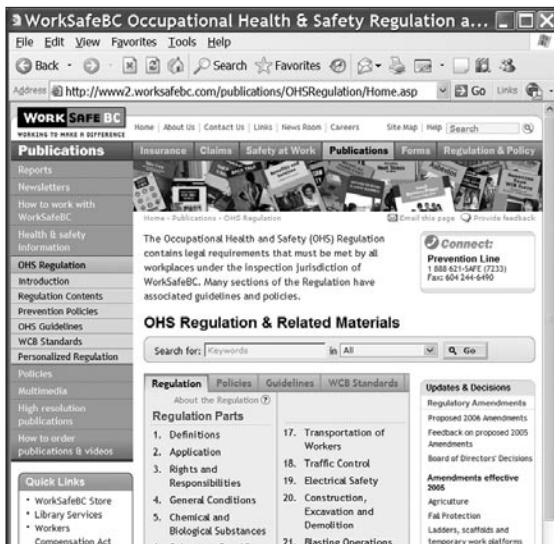 WorkSafeBC Occupational Health & Safety Regulation a...
File Edit View Favorites Tools Help
Back Search Favorites
Address http://www2.worksafebc.com/publications/OHSRegulation/Home.asp Go Links
WORK SAFE BC
WORKING TO MAKE A DIFFERENCE
Home | About Us | Contact Us | Links | News Room | Careers
Site Map | Help Search
Publications
Insurance Claims Safety at Work Publications Forms Regulation & Policy
Reports
Newsletters
How to work with
WorkSafeBC
Health & safety
information
OHS Regulation
Introduction
Regulation Contents
Prevention Policies
OHS Guidelines
WCB Standards
Personalized Regulation
Policies
Multimedia
High resolution
publications
How to order
publications & videos
Quick Links
• WorkSafeBC Store
• Library Services
• Workers
Compensation Act
Home > Publications > OHS Regulation
Email this page Provide feedback
The Occupational Health and Safety (OHS) Regulation
contains legal requirements that must be met by all
workplaces under the inspection jurisdiction of
WorkSafeBC. Many sections of the Regulation have
associated guidelines and policies.
Connect:
Prevention Line
1 888 621-SAFE (7233)
Fax: 604 244-6490
OHS Regulation & Related Materials
Search for: Keywords in All Go
Regulation Policies Guidelines WCB Standards
About the Regulation ?
Regulation Parts
1. Definitions
2. Application
3. Rights and
Responsibilities
4. General Conditions
5. Chemical and
Biological Substances
17. Transportation of
Workers
18. Traffic Control
19. Electrical Safety
20. Construction,
Excavation and
Demolition
21. Blasting Operations
Updates & Decisions
Regulatory Amendments
Proposed 2006 Amendments
Feedback on proposed 2005
Amendments
Board of Directors' Decisions
Amendments effective
2005
Agriculture
Fall Protection
Ladders, scaffolds and
temporary work platforms